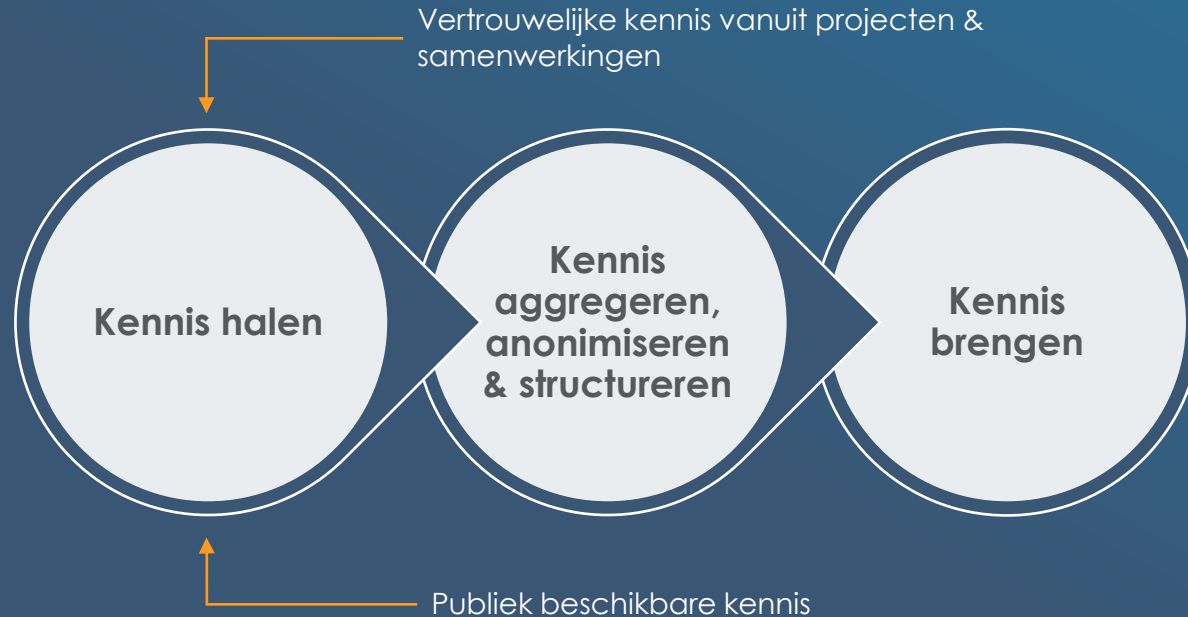 Vertrouwelijke kennis vanuit projecten &
samenwerkingen
Kennis halen
Kennis
aggregeren,
anonimiseren
& structureren
Kennis
brengen
Publiek beschikbare kennis